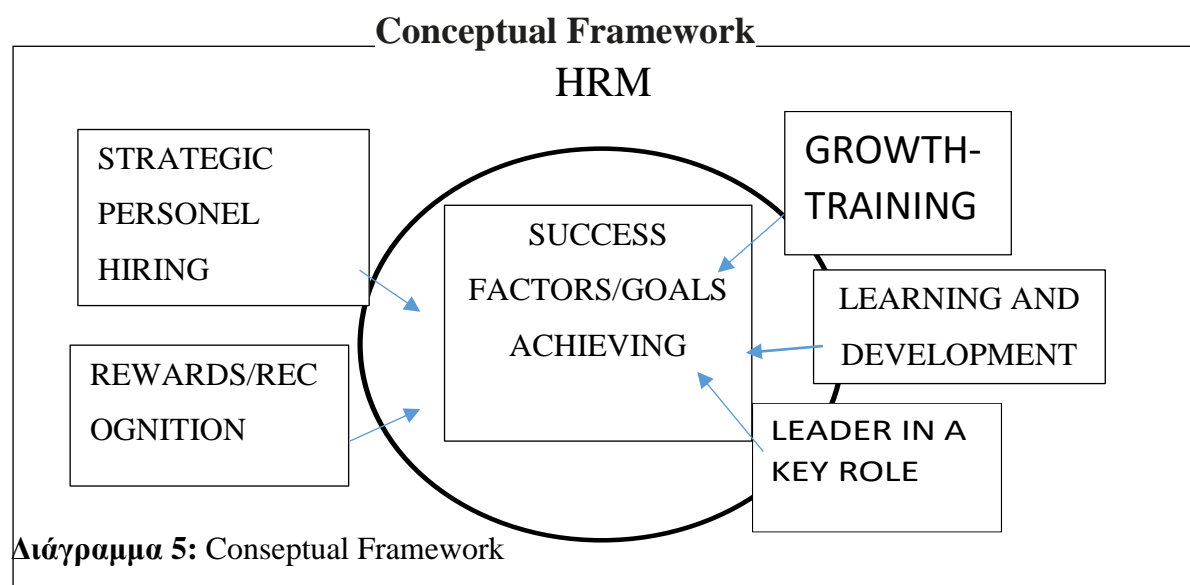 Conceptual Framework
HRM
STRATEGIC
PERSONEL
HIRING
REWARDS/REC
OGNITION
SUCCESS
FACTORS/GOALS
ACHIEVING
GROWTH-
TRAINING
LEARNING AND
DEVELOPMENT
LEADER IN A
KEY ROLE
Διάγραμμα 5: Conseptual Framework